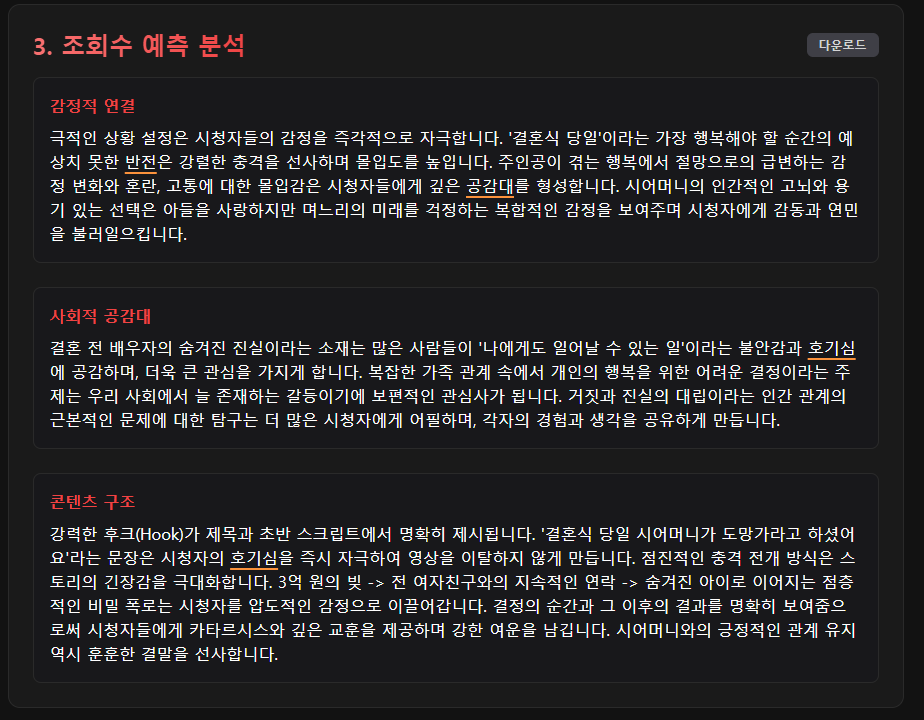 3. 조회수 예측 분석
다운로드
감정적 연결
극적인 상황 설정은 시청자들의 감정을 즉각적으로 자극합니다. '결혼식 당일'이라는 가장 행복해야 할 순간의 예
상치 못한 반전은 강렬한 충격을 선사하며 몰입도를 높입니다. 주인공이 겪는 행복에서 절망으로의 급변하는 감
정 변화와 혼란, 고통에 대한 몰입감은 시청자들에게 깊은 공감대를 형성합니다. 시어머니의 인간적인 고뇌와 용
기 있는 선택은 아들을 사랑하지만 며느리의 미래를 걱정하는 복합적인 감정을 보여주며 시청자에게 감동과 연민
을 불러일으킵니다.
사회적 공감대
결혼 전 배우자의 숨겨진 진실이라는 소재는 많은 사람들이 '나에게도 일어날 수 있는 일'이라는 불안감과 호기심
에 공감하며, 더욱 큰 관심을 가지게 합니다. 복잡한 가족 관계 속에서 개인의 행복을 위한 어려운 결정이라는 주
제는 우리 사회에서 늘 존재하는 갈등이기에 보편적인 관심사가 됩니다. 거짓과 진실의 대립이라는 인간 관계의
근본적인 문제에 대한 탐구는 더 많은 시청자에게 어필하며, 각자의 경험과 생각을 공유하게 만듭니다.
콘텐츠 구조
강력한 후크(Hook)가 제목과 초반 스크립트에서 명확히 제시됩니다. '결혼식 당일 시어머니가 도망가라고 하셨어
요'라는 문장은 시청자의 호기심을 즉시 자극하여 영상을 이탈하지 않게 만듭니다. 점진적인 충격 전개 방식은 스
토리의 긴장감을 극대화합니다. 3억 원의 빚 -> 전 여자친구와의 지속적인 연락 -> 숨겨진 아이로 이어지는 점층
적인 비밀 폭로는 시청자를 압도적인 감정으로 이끌어갑니다. 결정의 순간과 그 이후의 결과를 명확히 보여줌으
로써 시청자들에게 카타르시스와 깊은 교훈을 제공하며 강한 여운을 남깁니다. 시어머니와의 긍정적인 관계 유지
역시 훈훈한 결말을 선사합니다.